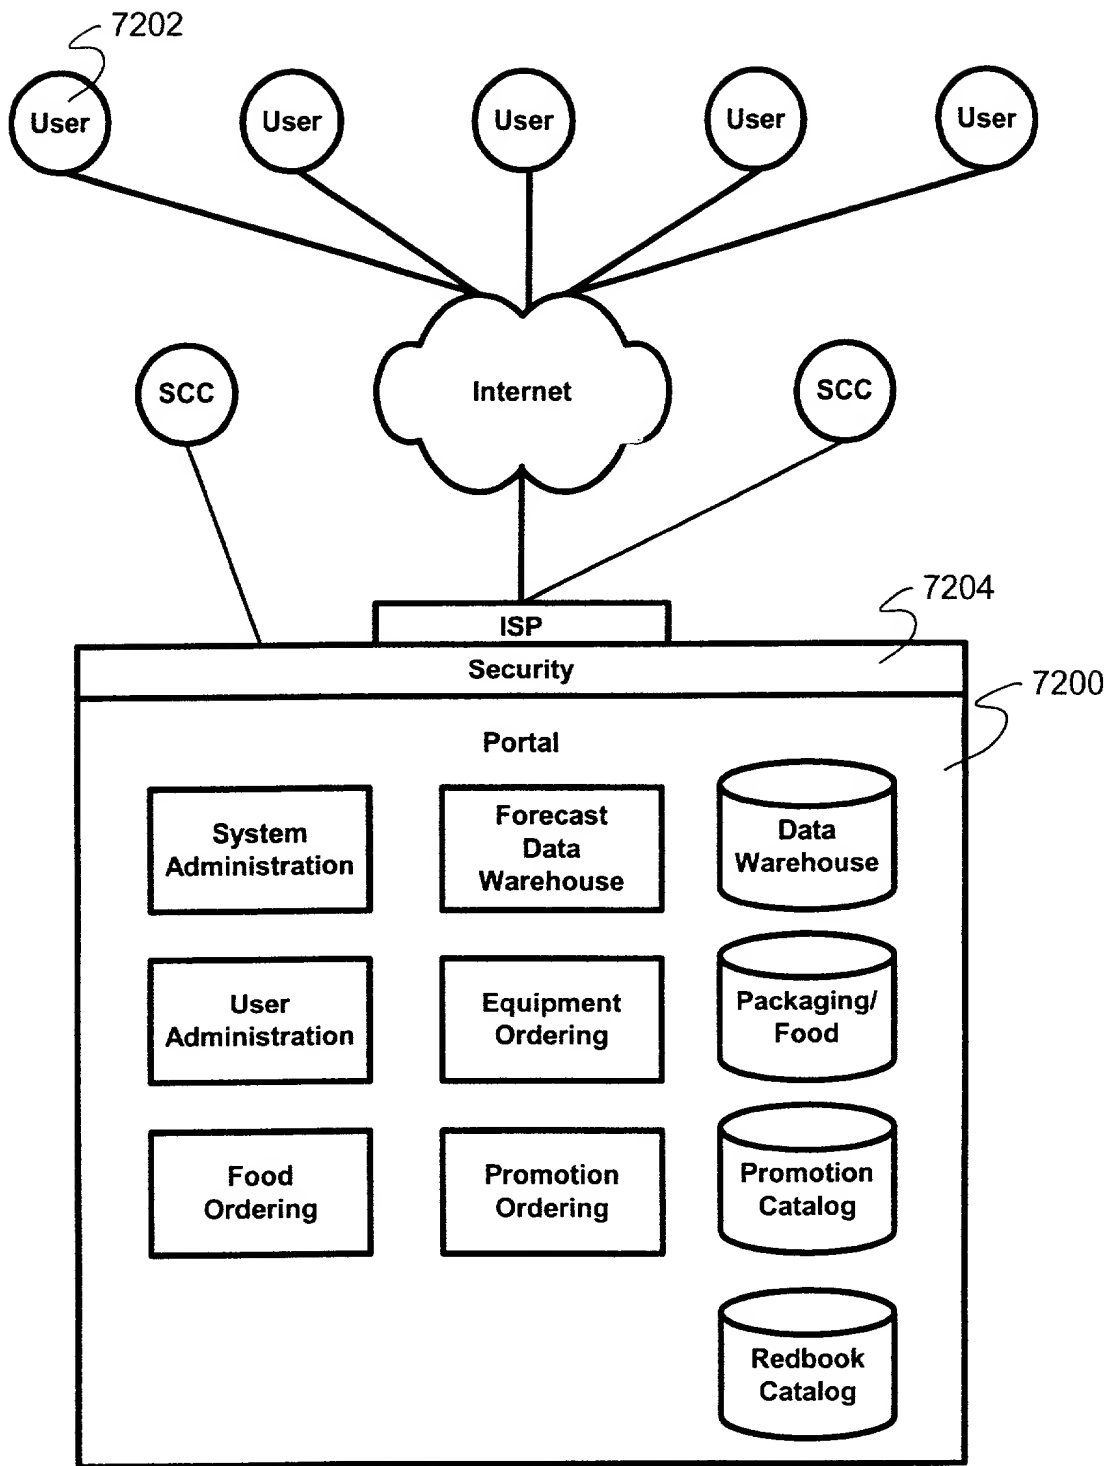 7202
User
User
User
User
User
SCC
Internet
SCC
ISP
7204
Security
7200
Portal
System
Administration
Forecast
Data
Warehouse
Data
Warehouse
User
Administration
Equipment
Ordering
Packaging/
Food
Food
Ordering
Promotion
Ordering
Promotion
Catalog
Redbook
Catalog